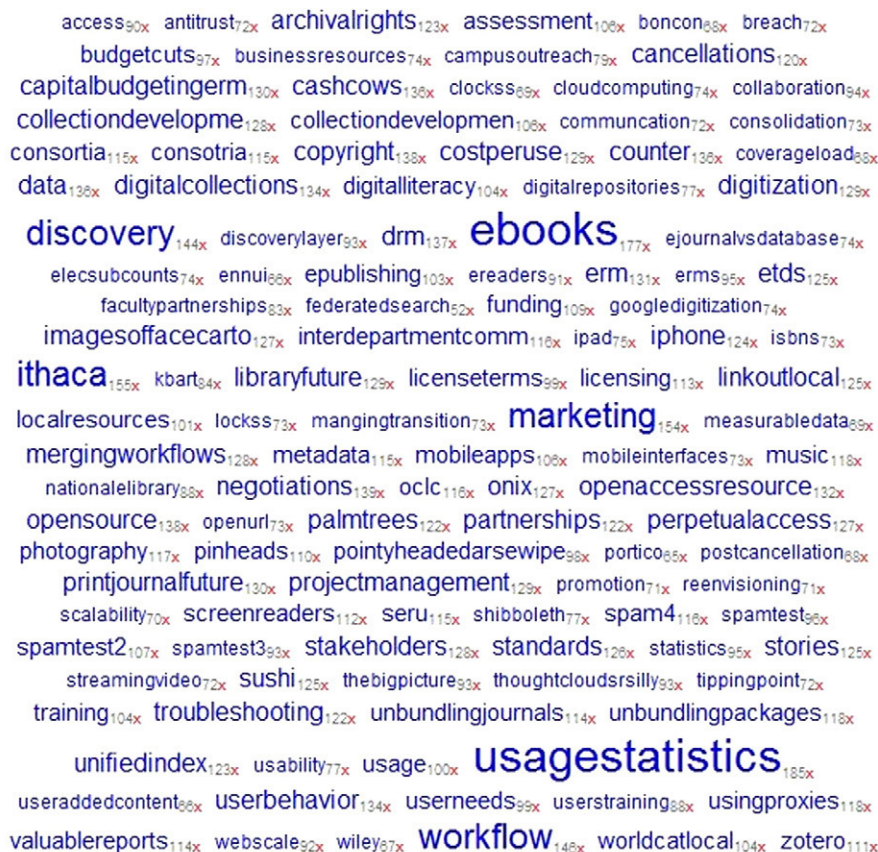 access90x antitrust72x archivalrights123x assessment106x boncon68x breach72x
budgetcuts97x businessresources74x campusoutreach79x cancellations120x
capitalbudgetingerm130x cashcows136x clockss69x cloudcomputing74x collaboration94x
collectiondevelopme128x collectiondevelopmen106x communcation72x consolidation73x
consortia115x consotria115x copyright138x costperuse129x counter136x coverageload68x
data136x digitalcollections134x digitalliteracy104x digitalrepositories77x digitization129x
discovery144x discoverylayer93x drm137x ebooks177x ejournalvsdatabase74x
elecsubcounts74x ennui66x epublishing103x ereaders91x erm131x erms95x etds125x
facultypartnerships83x federatedsearch52x funding109x googledigitization74x
imagesoffacecarto127x interdepartmentcomm116x ipad75x iphone124x isbns73x
ithaca155x kbart84x libraryfuture129x licenseterms99x licensing113x linkoutlocal125x
localresources101x lockss73x mangingtransition73x marketing154x measurabledata69x
mergingworkflows128x metadata115x mobileapps106x mobileinterfaces73x music118x
nationalelibrary88x negotiations139x oclc116x onix127x openaccessresource132x
opensource138x openurl73x palmtrees122x partnerships122x perpetualaccess127x
photography117x pinheads110x pointyheadedarsewipe98x portico65x postcancellation68x
printjournalfuture130x projectmanagement129x promotion71x reenvisioning71x
scalability70x screenreaders112x seru115x shibboleth77x spam4116x spamtest96x
spamtest2107x spamtest393x stakeholders128x standards126x statistics95x stories125x
streamingvideo72x sushi125x thebigpicture93x thoughtcloudsrsilly93x tippingpoint72x
training104x troubleshooting122x unbundlingjournals114x unbundlingpackages118x
unifiedindex123x usability77x usage100x usagestatistics185x
useraddedcontent66x userbehavior134x userneeds99x userstraining88x usingproxies118x
valuablereports114x webscale92x wiley67x workflow146x worldcatlocal104x zotero111x